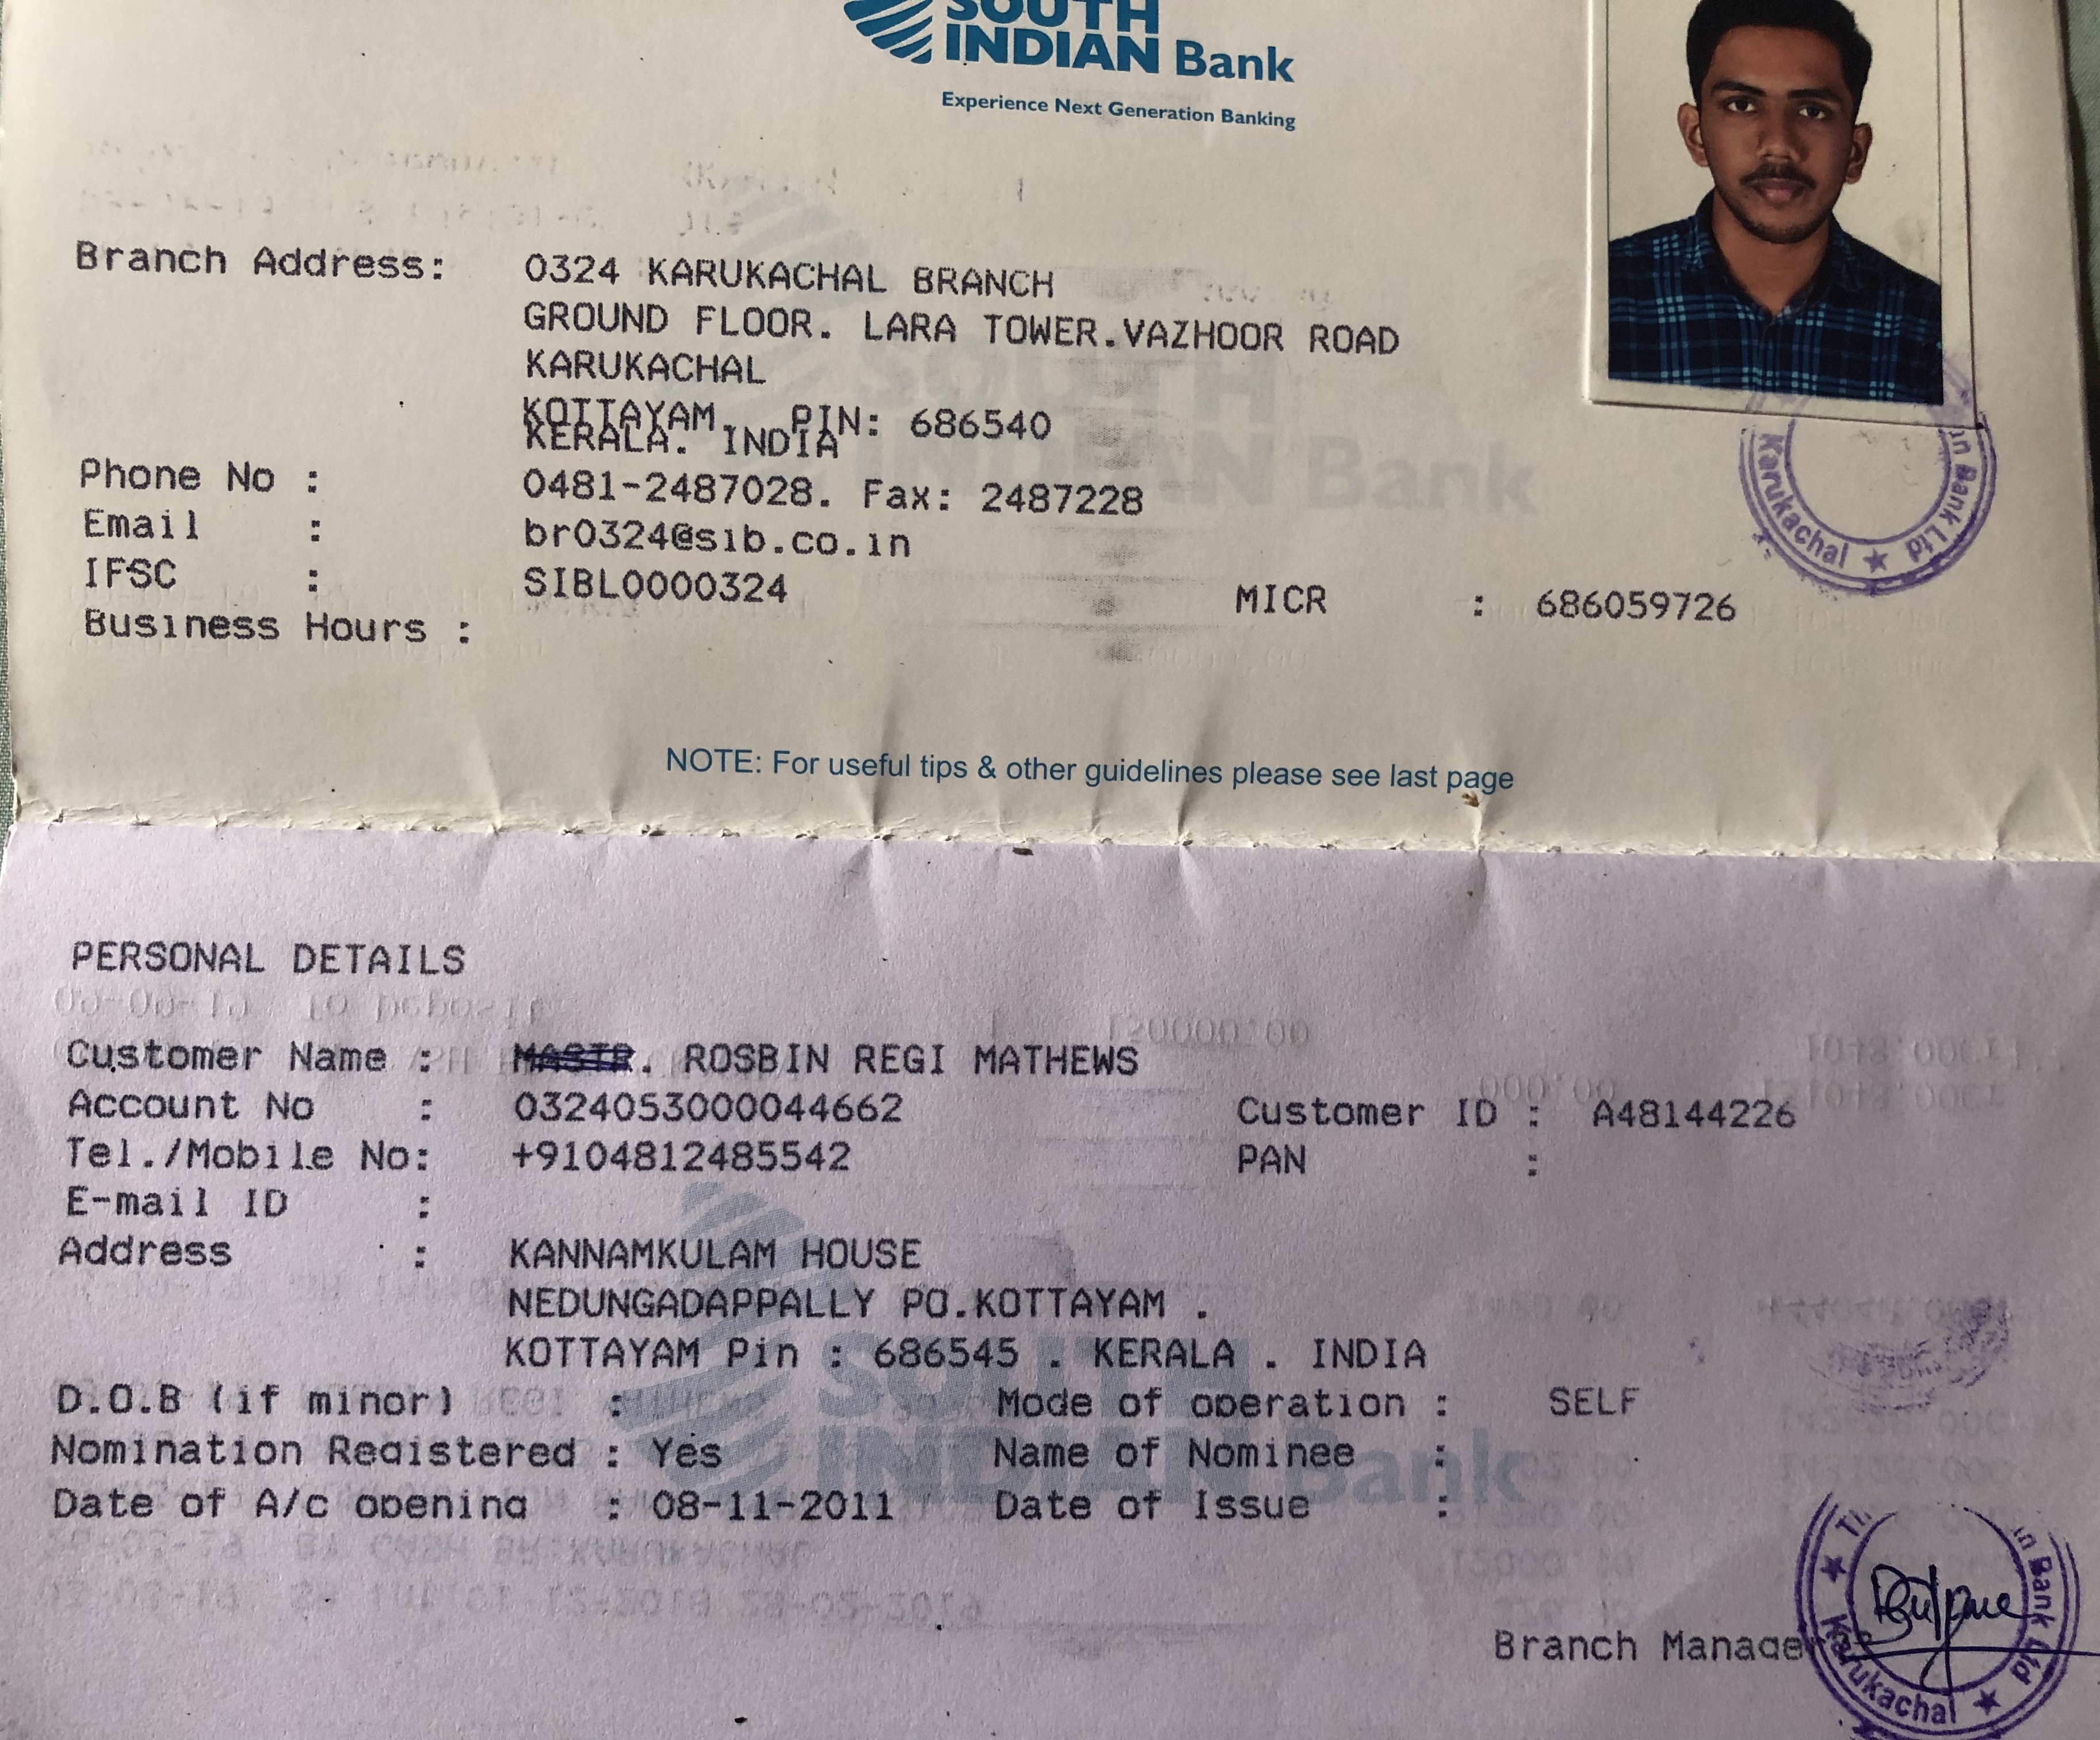 SOUTH
INDIAN Bank
Experience Next Generation Banking
Branch Address: 0324 KARUKACHAL BRANCH
GROUND FLOOR. LARA TOWER.VAZHOOR ROAD
KARUKACHAL
KOTTAYAM. PIN: 686540
KERALA. INDIA
Phone No : 0481-2487028. Fax: 2487228
Email : br0324@sib.co.in
IFSC : SIBL0000324 MICR : 686059726
Business Hours :
in Bank Ltd ★ Karukachal
NOTE: For useful tips & other guidelines please see last page
PERSONAL DETAILS
Customer Name : MASTR. ROSBIN REGI MATHEWS
Account No : 0324053000044662 Customer ID : A48144226
Tel./Mobile No: +9104812485542 PAN :
E-mail ID :
Address : KANNAMKULAM HOUSE
NEDUNGADAPPALLY PO.KOTTAYAM .
KOTTAYAM Pin : 686545 . KERALA . INDIA
D.O.B (if minor) : Mode of operation : SELF
Nomination Registered : Yes Name of Nominee :
Date of A/c opening : 08-11-2011 Date of Issue :
Branch Manager
in Bank Ltd ★ Karukachal ★